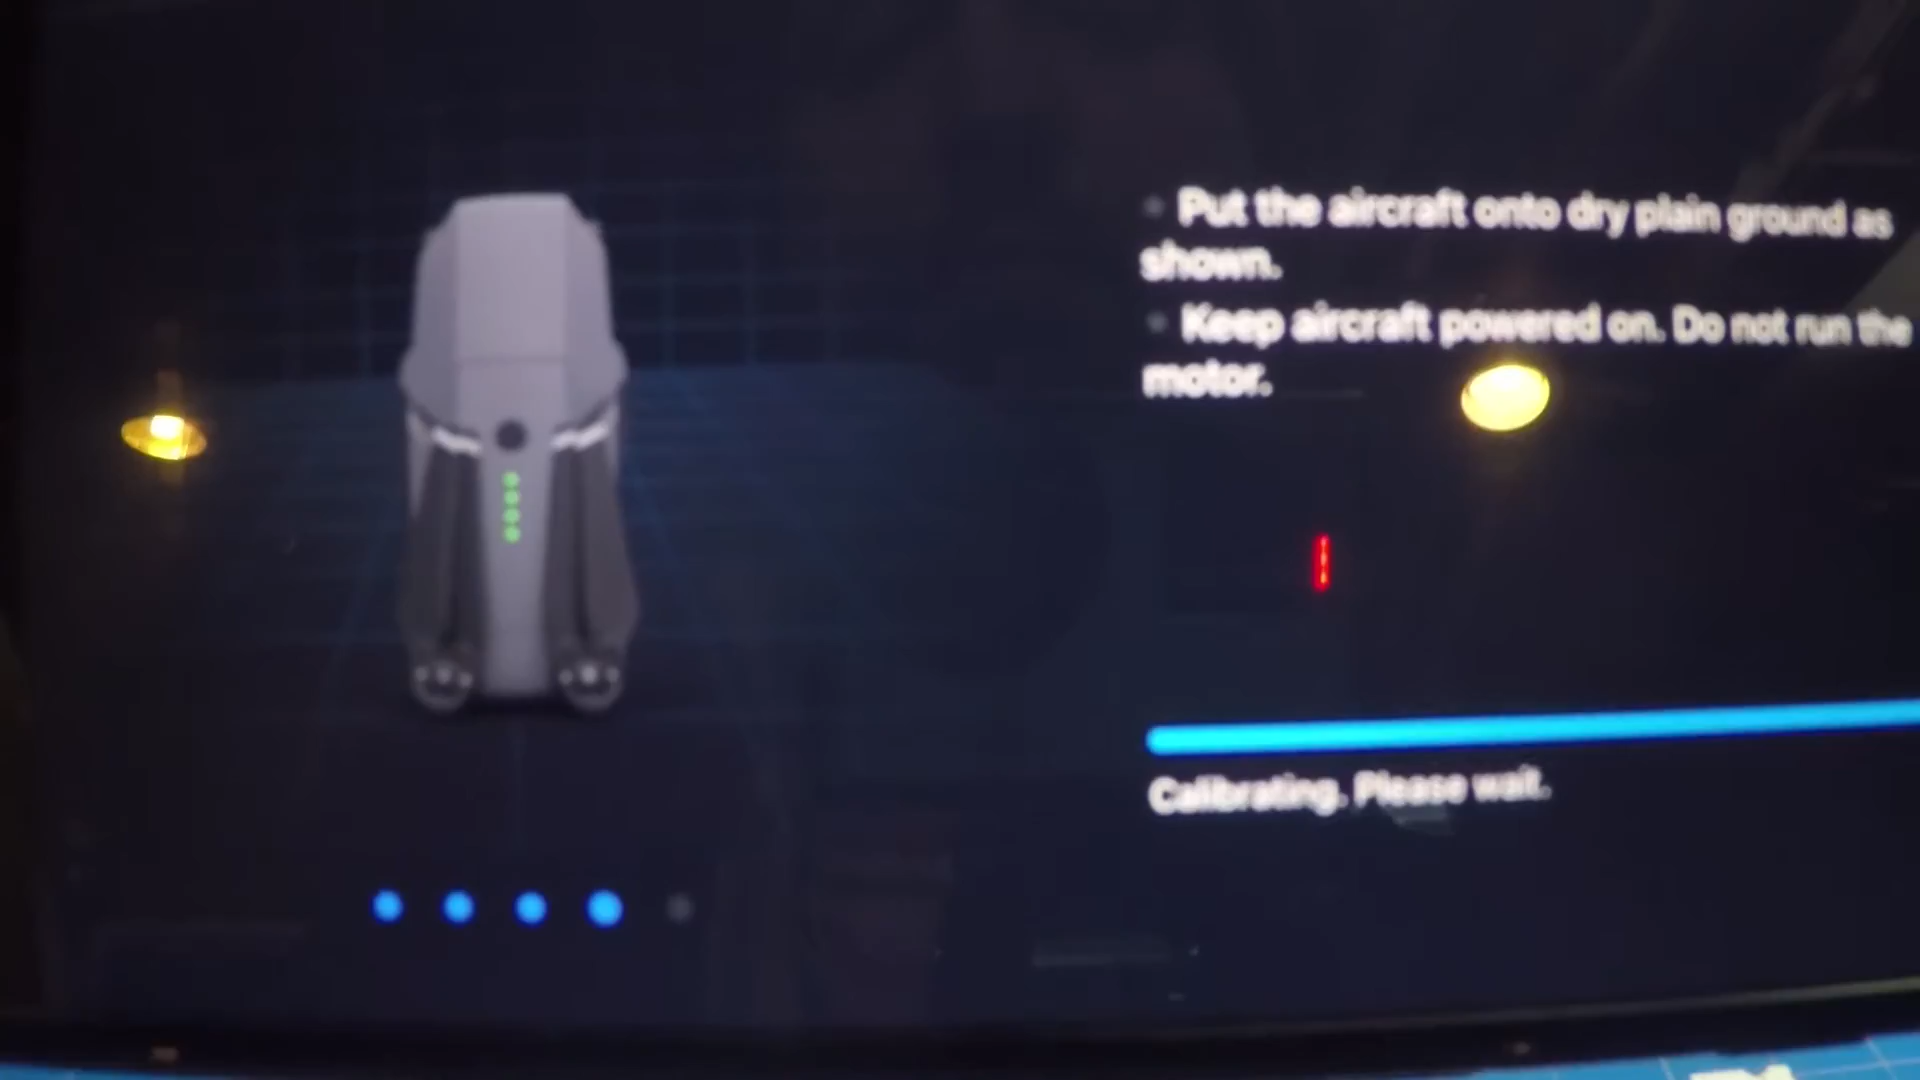 Put the aircraft onto dry plain ground as
shown.
Keep aircraft powered on. Do not run the
motor.
Calibrating. Please wait.